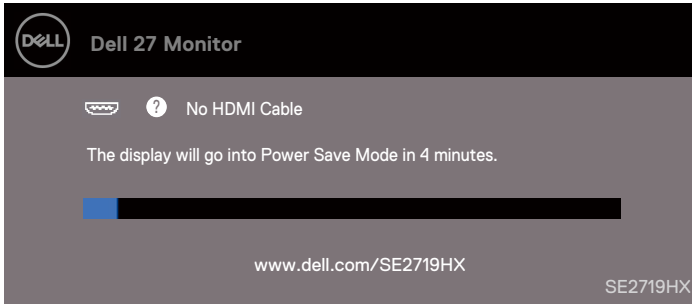 DELL
Dell 27 Monitor
? No HDMI Cable
The display will go into Power Save Mode in 4 minutes.
www.dell.com/SE2719HX
SE2719HX